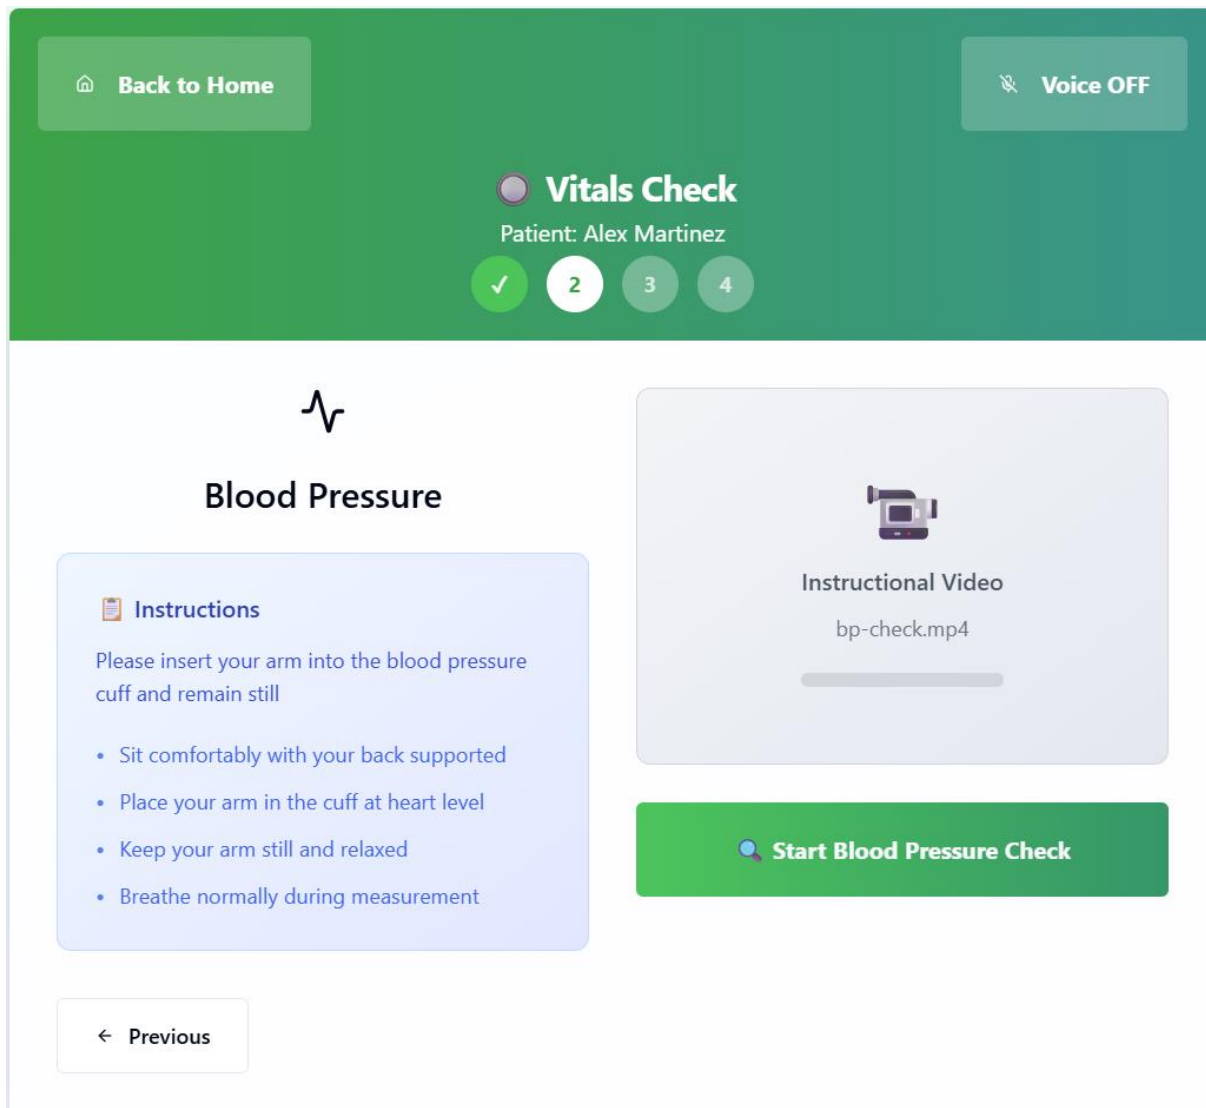 Back to Home
Voice OFF
Vitals Check
Patient: Alex Martinez
✓ 2 3 4
Blood Pressure
Instructions
Please insert your arm into the blood pressure
cuff and remain still
• Sit comfortably with your back supported
• Place your arm in the cuff at heart level
• Keep your arm still and relaxed
• Breathe normally during measurement
Instructional Video
bp-check.mp4
Start Blood Pressure Check
← Previous